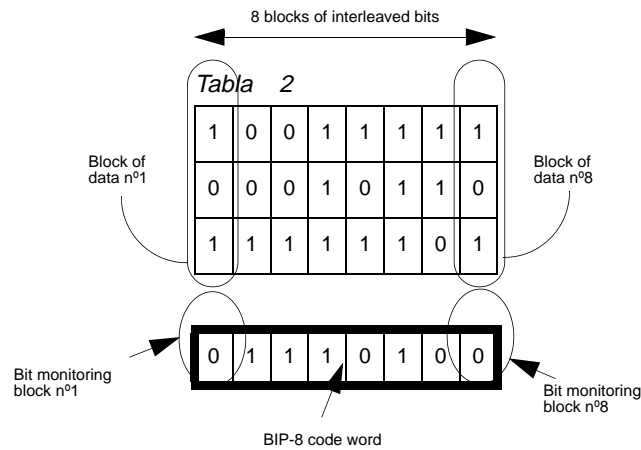 8 blocks of interleaved bits
Tabla 2
1 0 0 1 1 1 1 1
0 0 0 1 0 1 1 0
1 1 1 1 1 1 0 1
Block of
data nº1
Block of
data nº8
0 1 1 1 0 1 0 0
Bit monitoring
block nº1
Bit monitoring
block nº8
BIP-8 code word